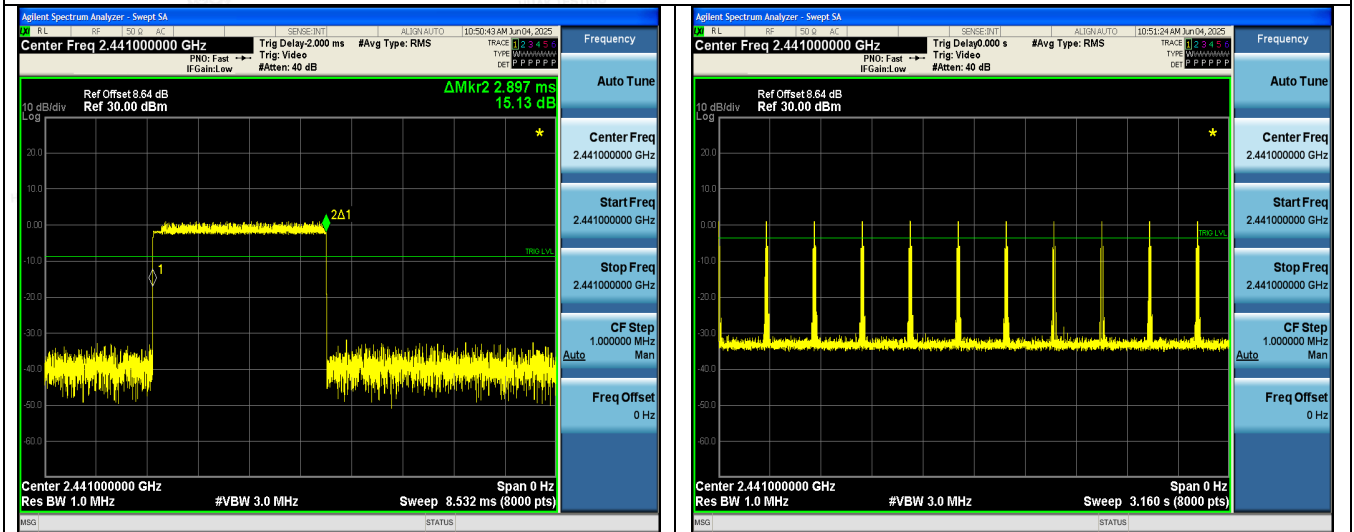 Agilent Spectrum Analyzer - Swept SA
RL RF 50 Ω AC SENSE:INT ALIGN AUTO 10:50:43 AM Jun 04, 2025
Center Freq 2.441000000 GHz
PNO: Fast
IFGain:Low
Trig Delay-2.000 ms
Trig: Video
#Atten: 40 dB
#Avg Type: RMS
TRACE 1 2 3 4 5 6
TYPE
DET P P P P P P
Ref Offset 8.64 dB
10 dB/div Ref 30.00 dBm
Log
ΔMkr2 2.897 ms
15.13 dB
20.0
10.0
0.00
-10.0
-20.0
-30.0
-40.0
-50.0
-60.0
2Δ1
1
TRIG LVL
Center 2.441000000 GHz Span 0 Hz
Res BW 1.0 MHz #VBW 3.0 MHz Sweep 8.532 ms (8000 pts)
MSG STATUS
Frequency
Auto Tune
Center Freq
2.441000000 GHz
Start Freq
2.441000000 GHz
Stop Freq
2.441000000 GHz
CF Step
1.000000 MHz
Auto Man
Freq Offset
0 Hz
Agilent Spectrum Analyzer - Swept SA
RL RF 50 Ω AC SENSE:INT ALIGN AUTO 10:51:24 AM Jun 04, 2025
Center Freq 2.441000000 GHz
PNO: Fast
IFGain:Low
Trig Delay0.000 s
Trig: Video
#Atten: 40 dB
#Avg Type: RMS
TRACE 1 2 3 4 5 6
TYPE
DET P P P P P P
Ref Offset 8.64 dB
10 dB/div Ref 30.00 dBm
Log
20.0
10.0
0.00
-10.0
-20.0
-30.0
-40.0
-50.0
-60.0
TRIG LVL
Center 2.441000000 GHz Span 0 Hz
Res BW 1.0 MHz #VBW 3.0 MHz Sweep 3.160 s (8000 pts)
MSG STATUS
Frequency
Auto Tune
Center Freq
2.441000000 GHz
Start Freq
2.441000000 GHz
Stop Freq
2.441000000 GHz
CF Step
1.000000 MHz
Auto Man
Freq Offset
0 Hz